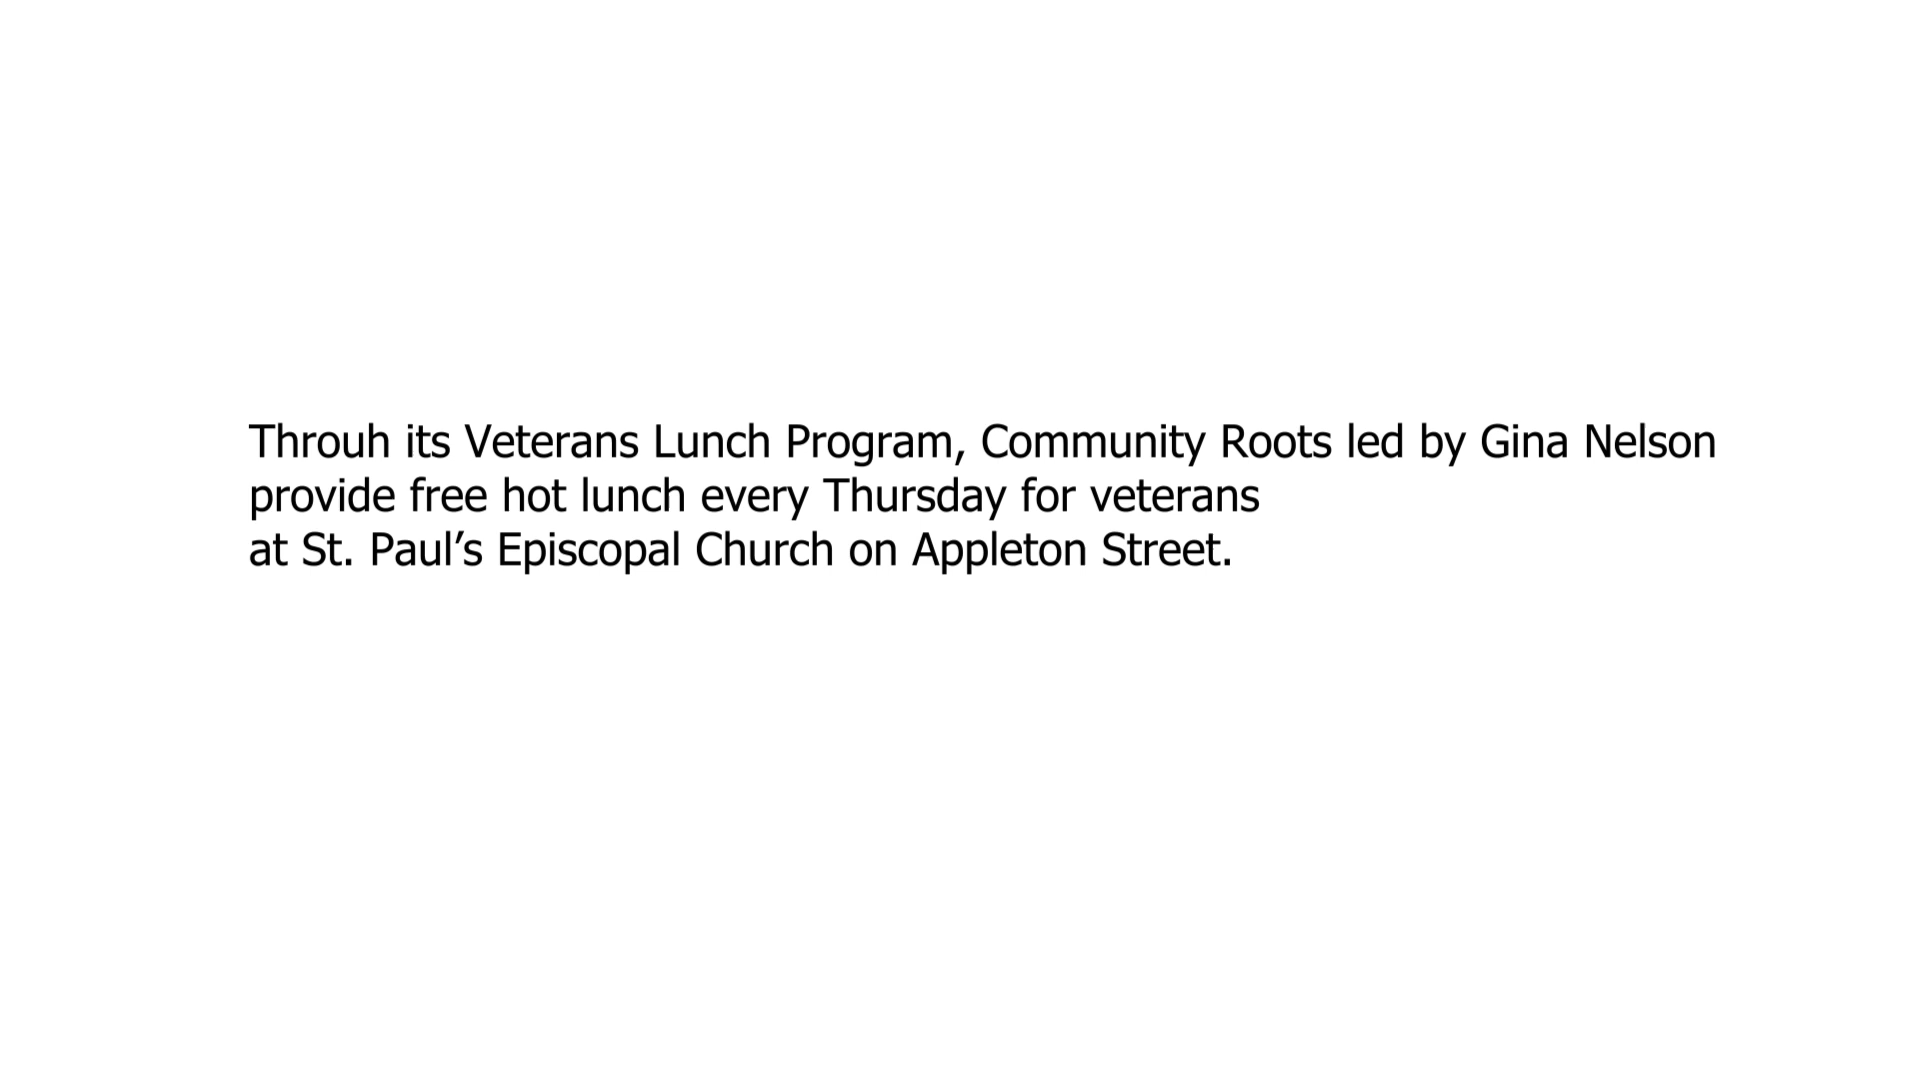 Throuh its Veterans Lunch Program, Community Roots led by Gina Nelson
provide free hot lunch every Thursday for veterans
at St. Paul’s Episcopal Church on Appleton Street.